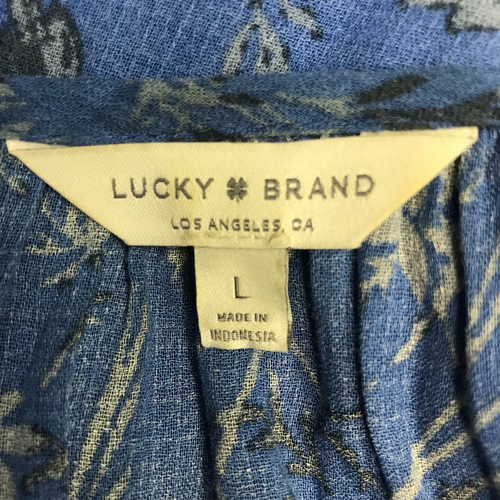 LUCKY BRAND
LOS ANGELES, CA
L
MADE IN
INDONESIA